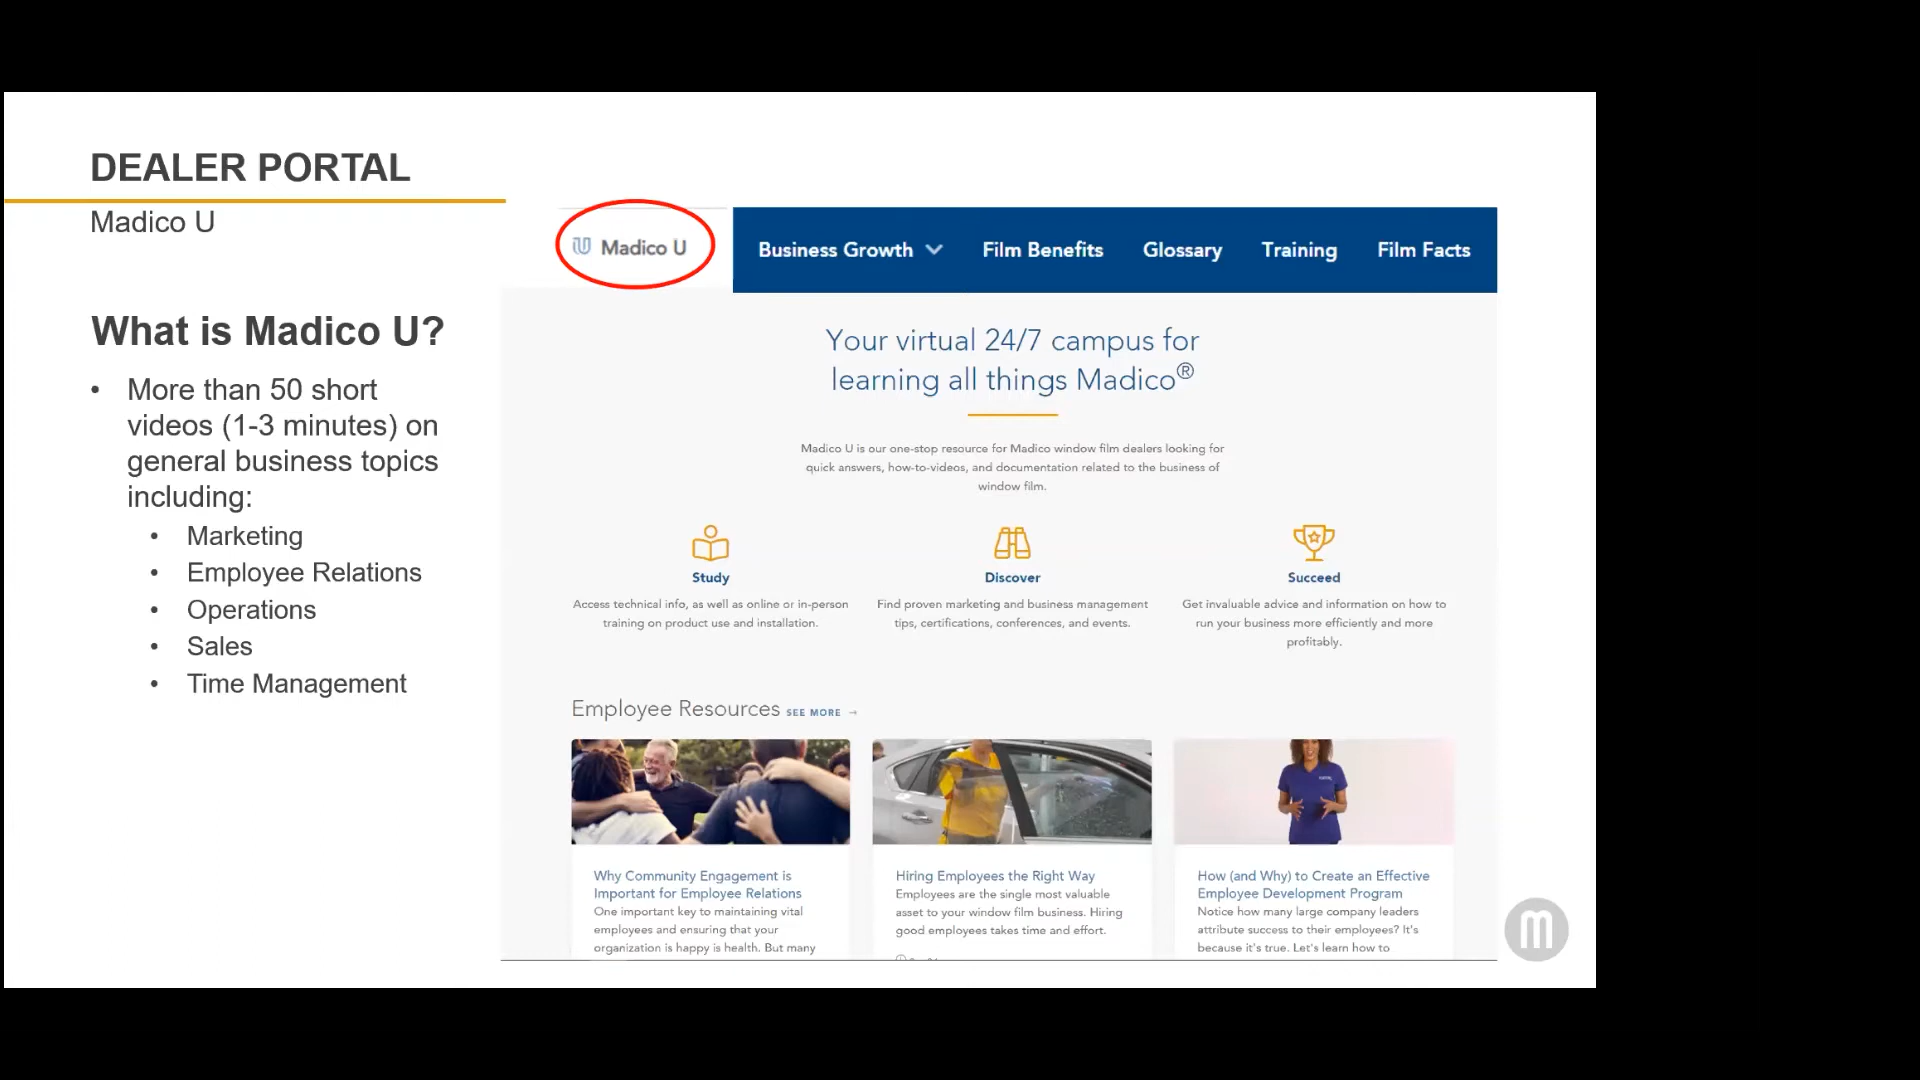 DEALER PORTAL
Madico U
What is Madico U?
• More than 50 short
videos (1-3 minutes) on
general business topics
including:
• Marketing
• Employee Relations
• Operations
• Sales
• Time Management
Madico U
Business Growth
Film Benefits
Glossary
Training
Film Facts
Your virtual 24/7 campus for
learning all things Madico®
Madico U is our one-stop resource for Madico window film dealers looking for
quick answers, how-to-videos, and documentation related to the business of
window film.
Study
Access technical info, as well as online or in-person
training on product use and installation.
Discover
Find proven marketing and business management
tips, certifications, conferences, and events.
Succeed
Get invaluable advice and information on how to
run your business more efficiently and more
profitably.
Employee Resources SEE MORE →
Why Community Engagement is
Important for Employee Relations
One important key to maintaining vital
employees and ensuring that your
organization is happy is health. But many
Hiring Employees the Right Way
Employees are the single most valuable
asset to your window film business. Hiring
good employees takes time and effort.
How (and Why) to Create an Effective
Employee Development Program
Notice how many large company leaders
attribute success to their employees? It's
because it's true. Let's learn how to
m